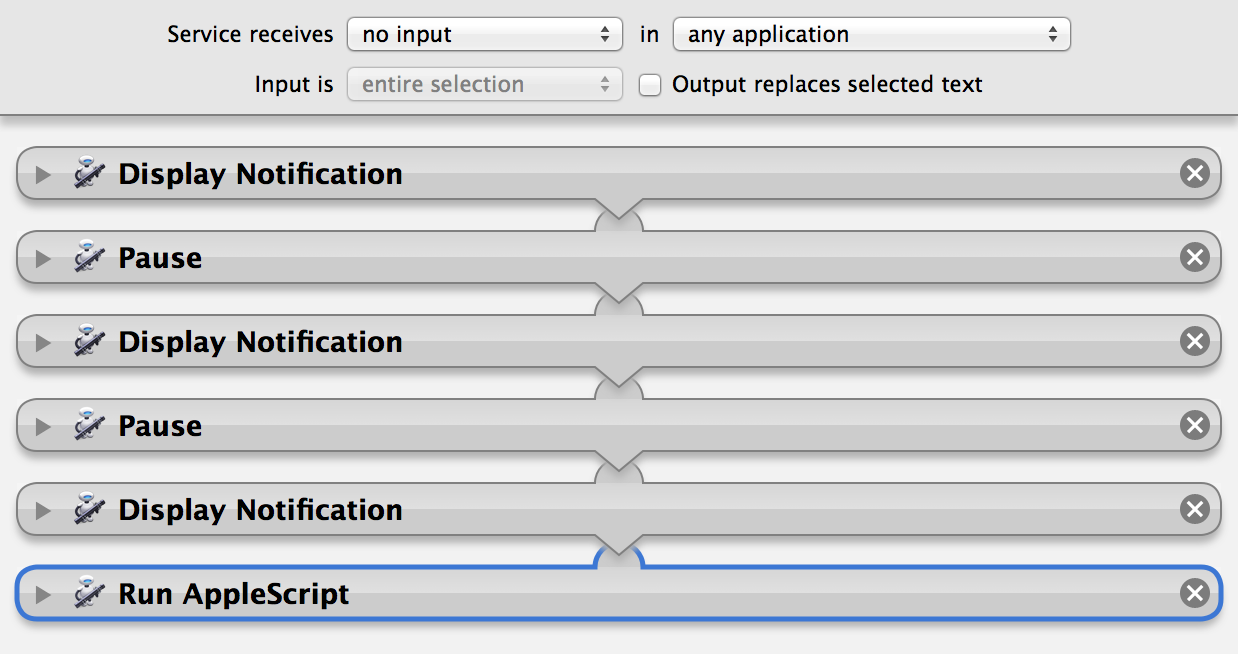 Service receives no input in any application
Input is entire selection Output replaces selected text
Display Notification
Pause
Display Notification
Pause
Display Notification
Run AppleScript